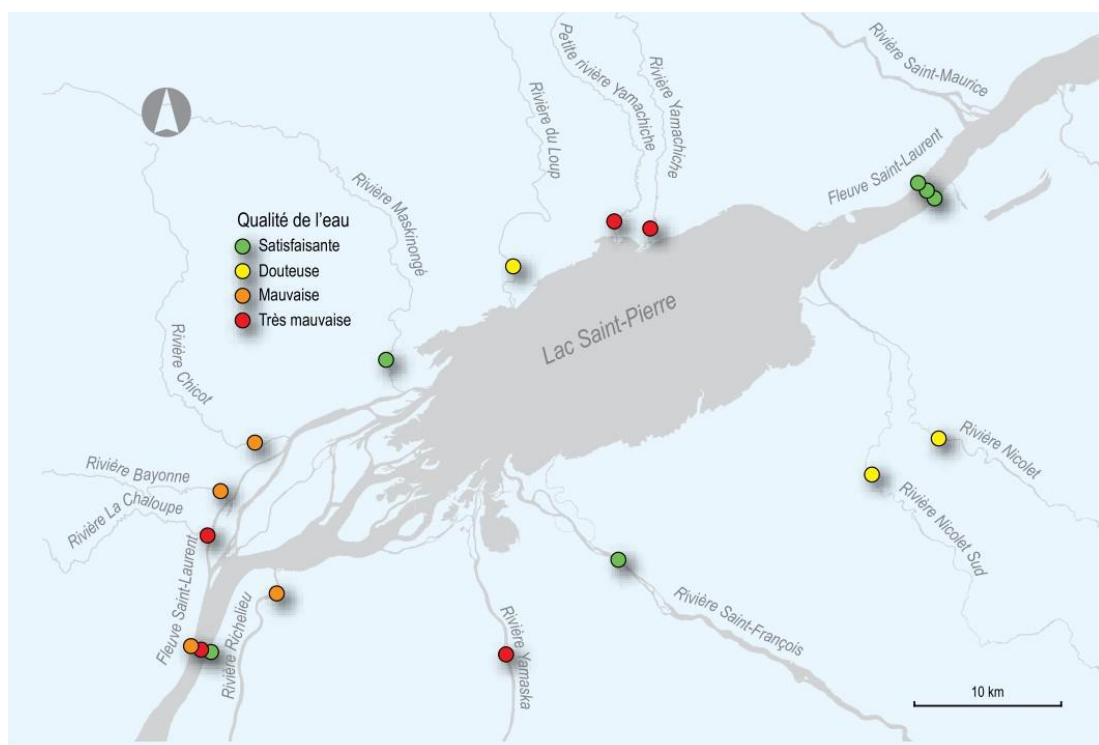 Rivière Saint-Maurice
Petite rivière Yamachiche
Rivière Yamachiche
Rivière du Loup
Fleuve Saint-Laurent
Rivière Maskinongé
Qualité de l'eau
Satisfaisante
Douteuse
Mauvaise
Très mauvaise
Lac Saint-Pierre
Rivière Chicot
Rivière Nicolet
Rivière Bayonne
Rivière La Chaloupe
Rivière Nicolet Sud
Fleuve Saint-Laurent
Rivière Richelieu
Rivière Yamaska
Rivière Saint-François
10 km